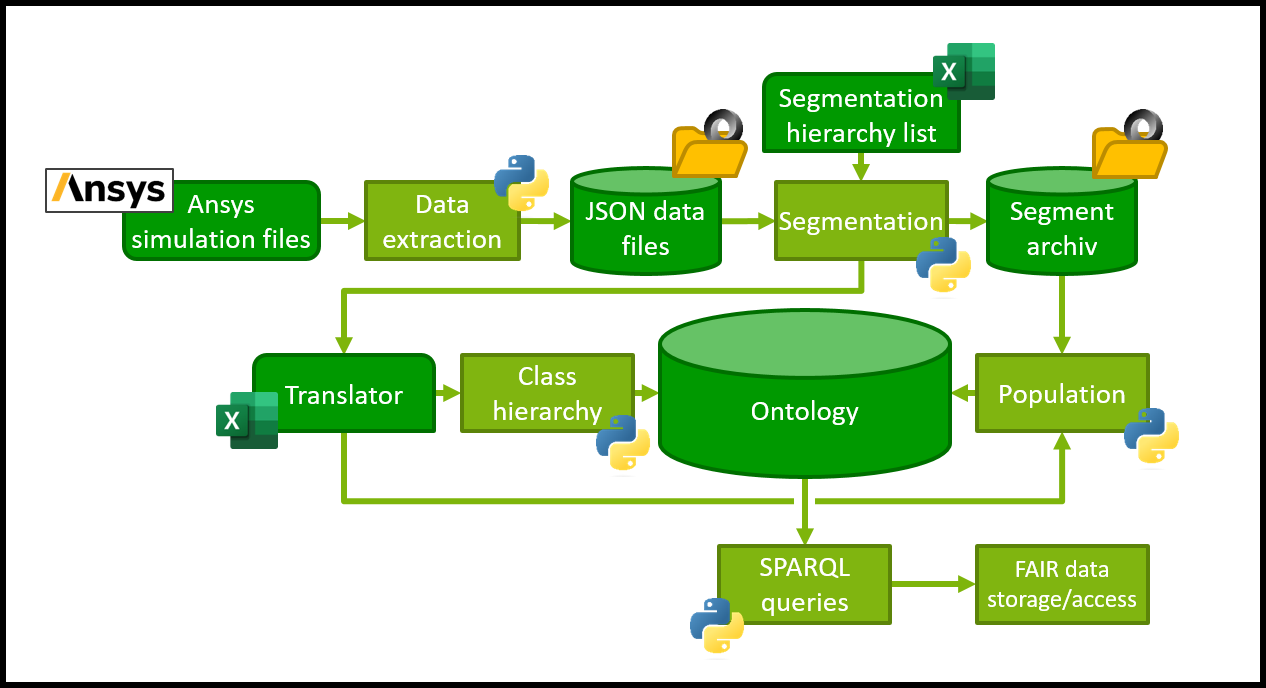 Segmentation
hierarchy list
X
Ansys
Ansys
simulation files
Data
extraction
JSON data
files
Segmentation
Segment
archiv
Translator
X
Class
hierarchy
Ontology
Population
SPARQL
queries
FAIR data
storage/access